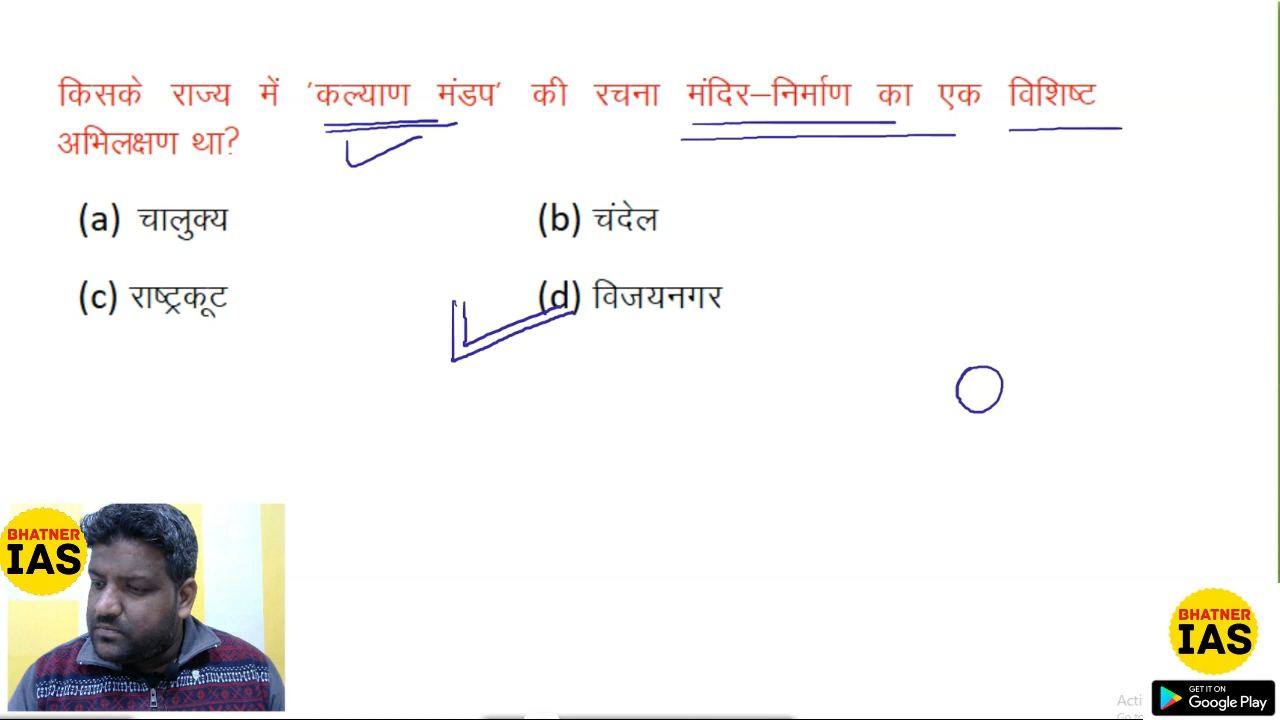 किसके राज्य में 'कल्याण मंडप' की रचना मंदिर–निर्माण का एक विशिष्ट
अभिलक्षण था?
(a) चालुक्य (b) चंदेल
(c) राष्ट्रकूट (d) विजयनगर
BHATNER
IAS
BHATNER
IAS
Acti
GET IT ON
Google Play